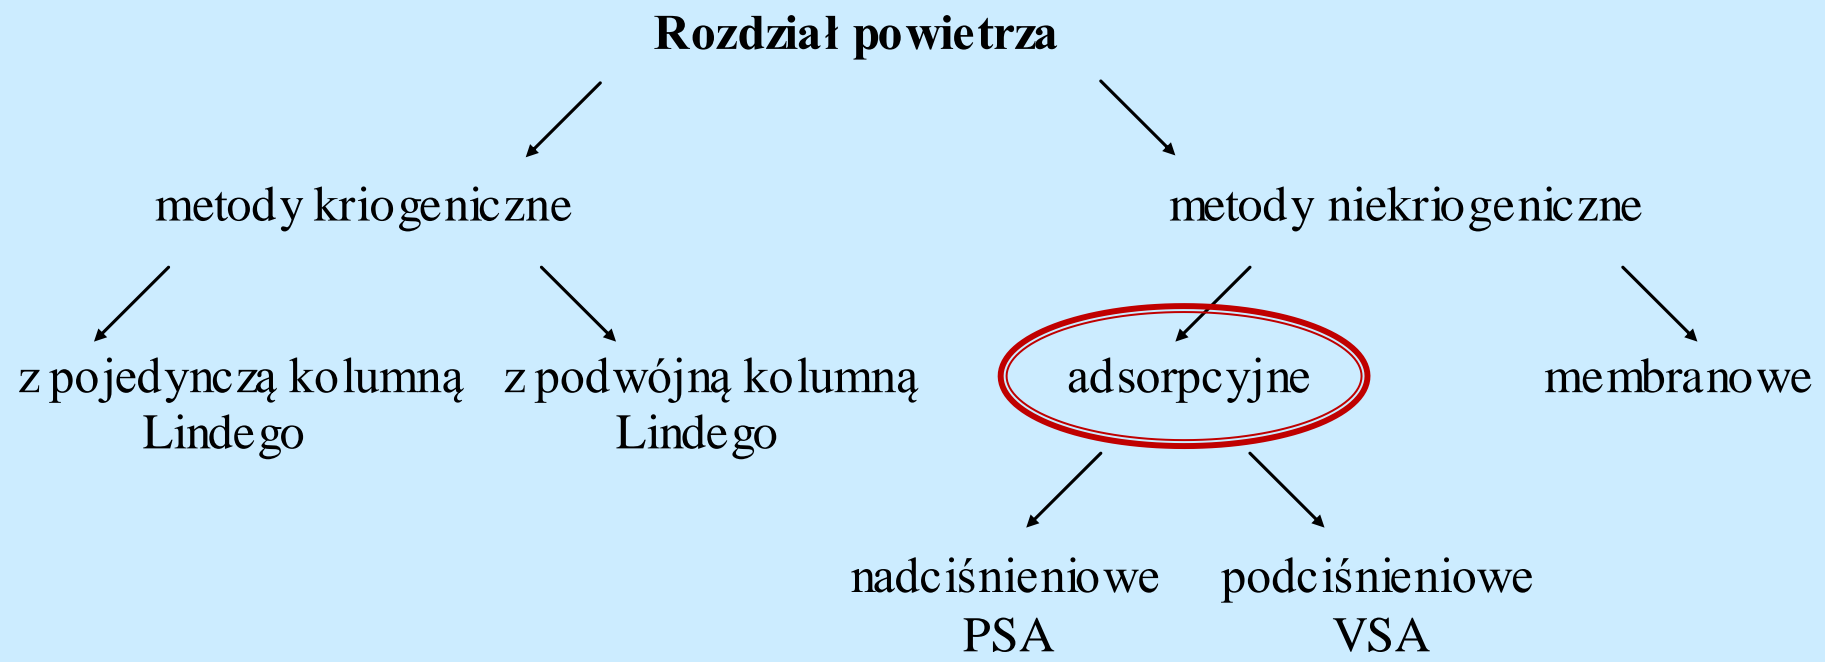 Rozdział powietrza
metody kriogeniczne
metody niekriogeniczne
z pojedynczą kolumną
Lindego
z podwójną kolumną
Lindego
adsorpcyjne
membranowe
nadciśnieniowe
PSA
podciśnieniowe
VSA